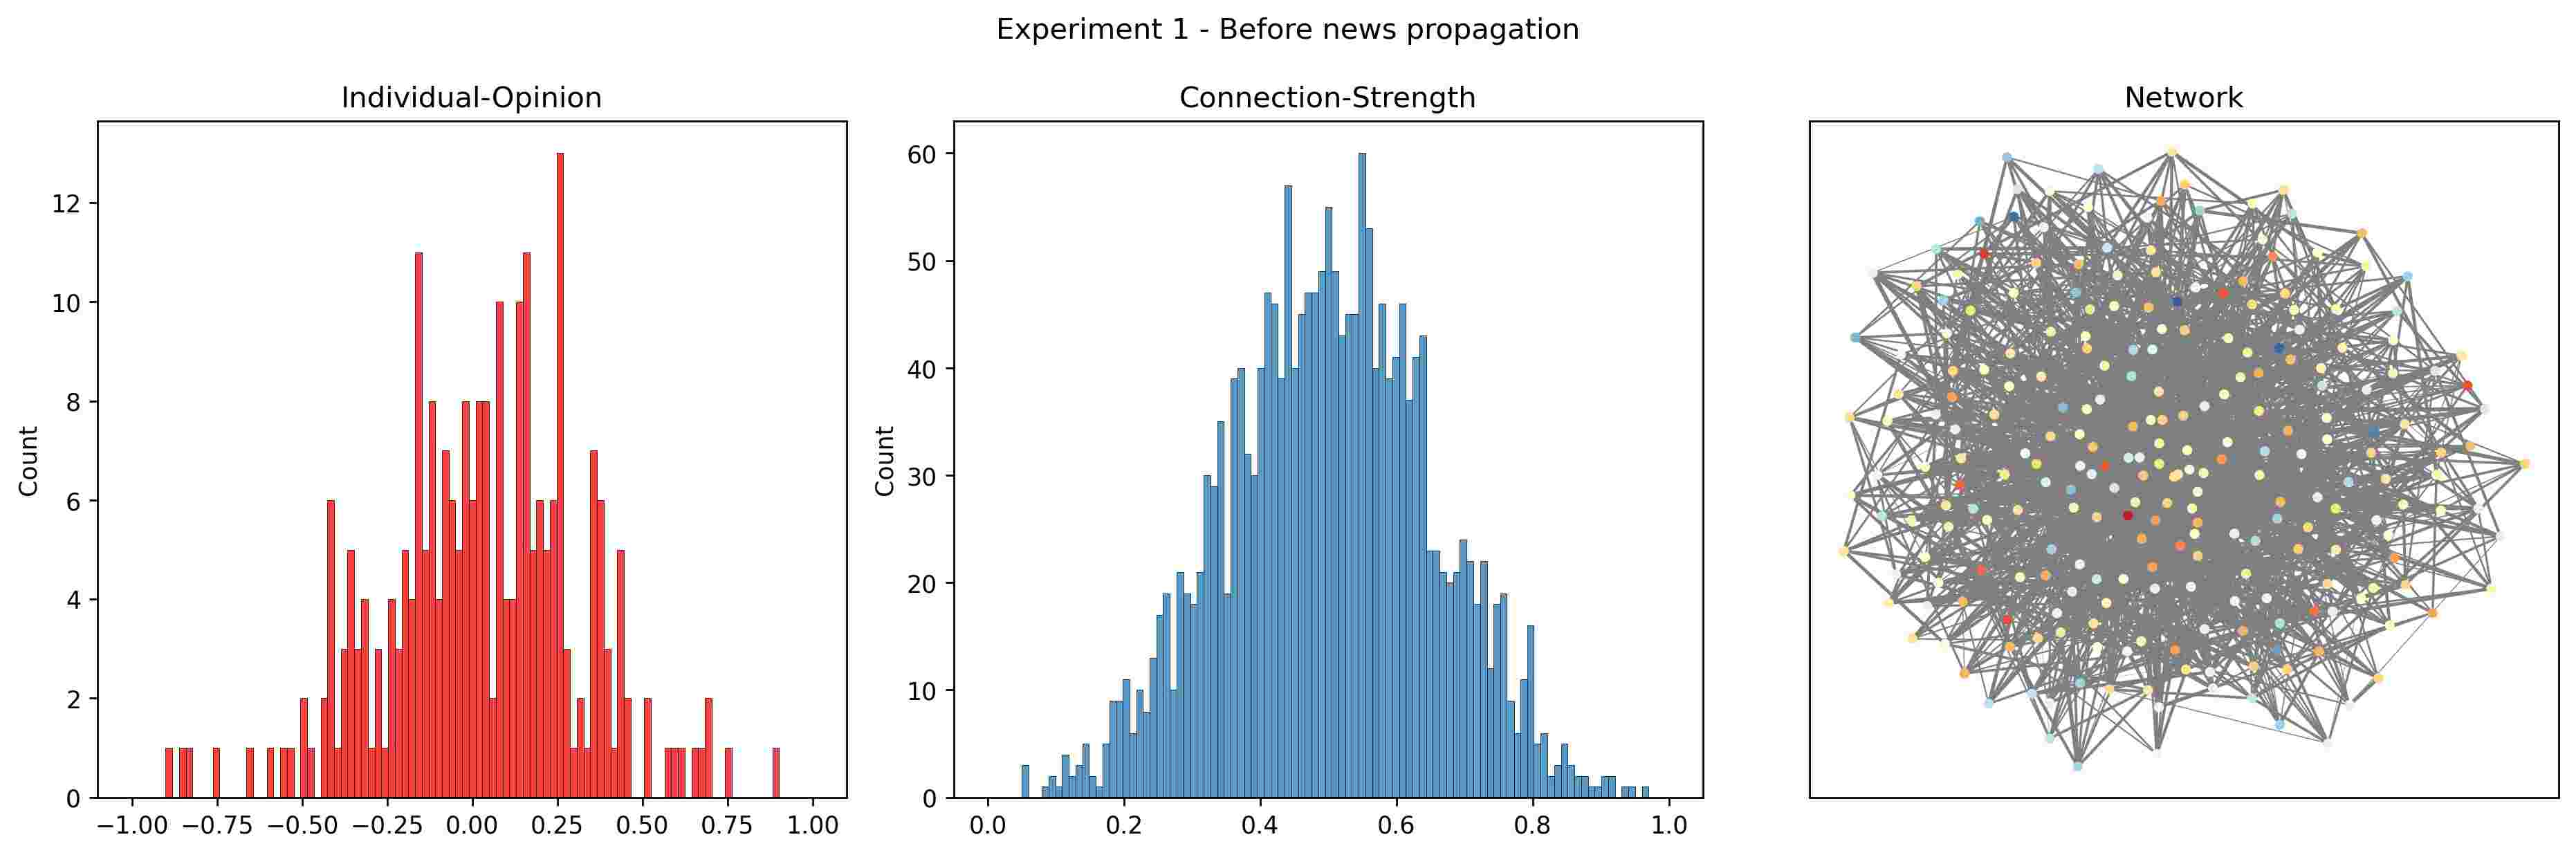 Experiment 1 - Before news propagation
Individual-Opinion
Count
12
10
8
6
4
2
0
−1.00 −0.75 −0.50 −0.25 0.00 0.25 0.50 0.75 1.00
Connection-Strength
Count
60
50
40
30
20
10
0
0.0 0.2 0.4 0.6 0.8 1.0
Network